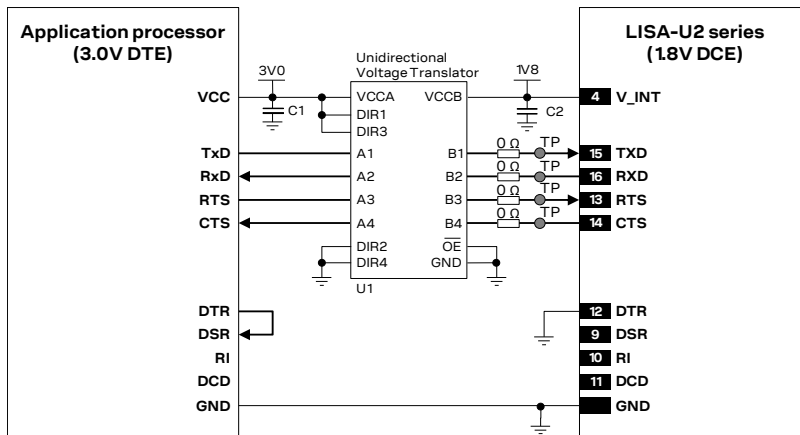 Application processor
(3.0V DTE)
LISA-U2 series
(1.8V DCE)
Unidirectional
Voltage Translator
3V0
1V8
VCC
VCCA
VCCB
4
V_INT
C1
DIR1
C2
DIR3
0 Ω
TP
TxD
A1
B1
15
TXD
0 Ω
TP
RxD
A2
B2
16
RXD
0 Ω
TP
RTS
A3
B3
13
RTS
0 Ω
TP
CTS
A4
B4
14
CTS
DIR2
OE
DIR4
GND
U1
DTR
12
DTR
DSR
9
DSR
RI
10
RI
DCD
11
DCD
GND
GND